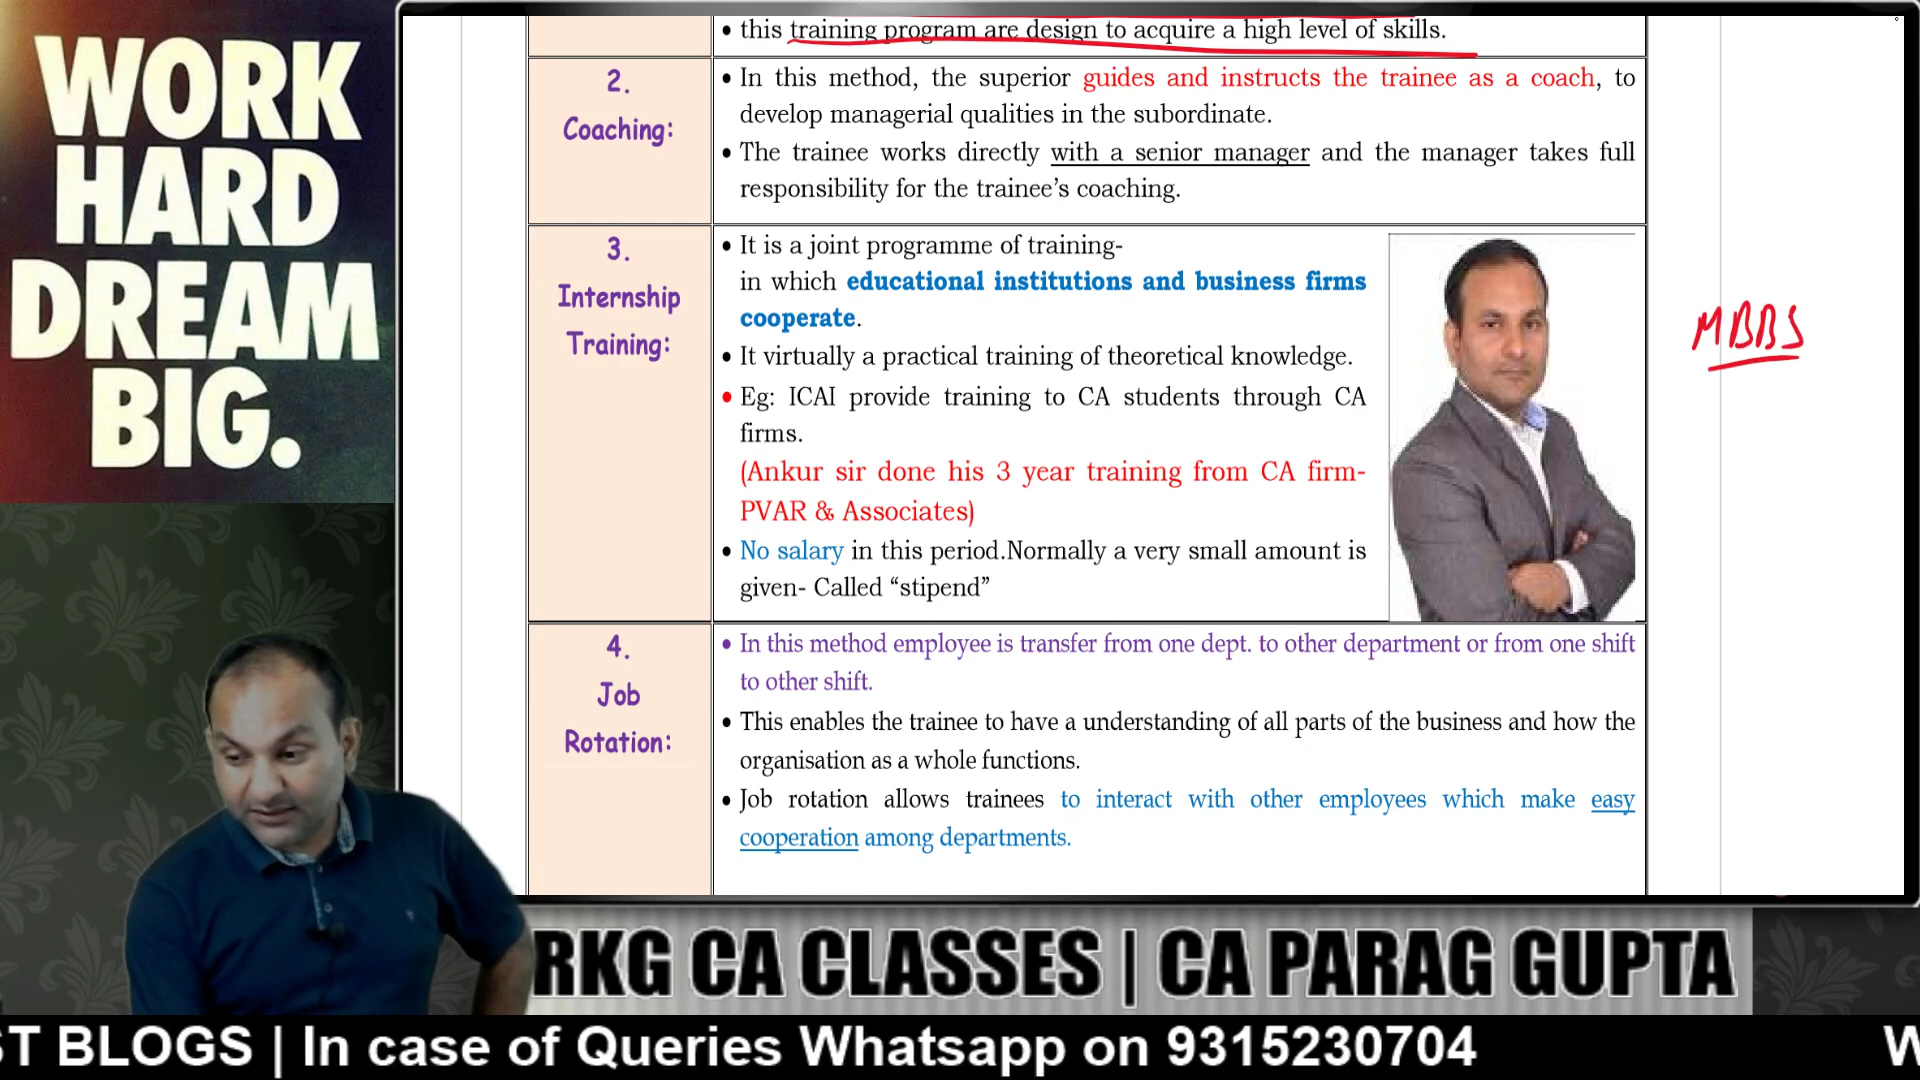 WORK
HARD
DREAM
BIG.
• this training program are design to acquire a high level of skills.
2.
Coaching:
• In this method, the superior guides and instructs the trainee as a coach, to
develop managerial qualities in the subordinate.
• The trainee works directly with a senior manager and the manager takes full
responsibility for the trainee’s coaching.
3.
Internship
Training:
• It is a joint programme of training-
in which educational institutions and business firms
cooperate.
• It virtually a practical training of theoretical knowledge.
• Eg: ICAI provide training to CA students through CA
firms.
(Ankur sir done his 3 year training from CA firm-
PVAR & Associates)
• No salary in this period.Normally a very small amount is
given- Called “stipend”
MBBS
4.
Job
Rotation:
• In this method employee is transfer from one dept. to other department or from one shift
to other shift.
• This enables the trainee to have a understanding of all parts of the business and how the
organisation as a whole functions.
• Job rotation allows trainees to interact with other employees which make easy
cooperation among departments.
RKG CA CLASSES | CA PARAG GUPTA
ST BLOGS | In case of Queries Whatsapp on 9315230704 W